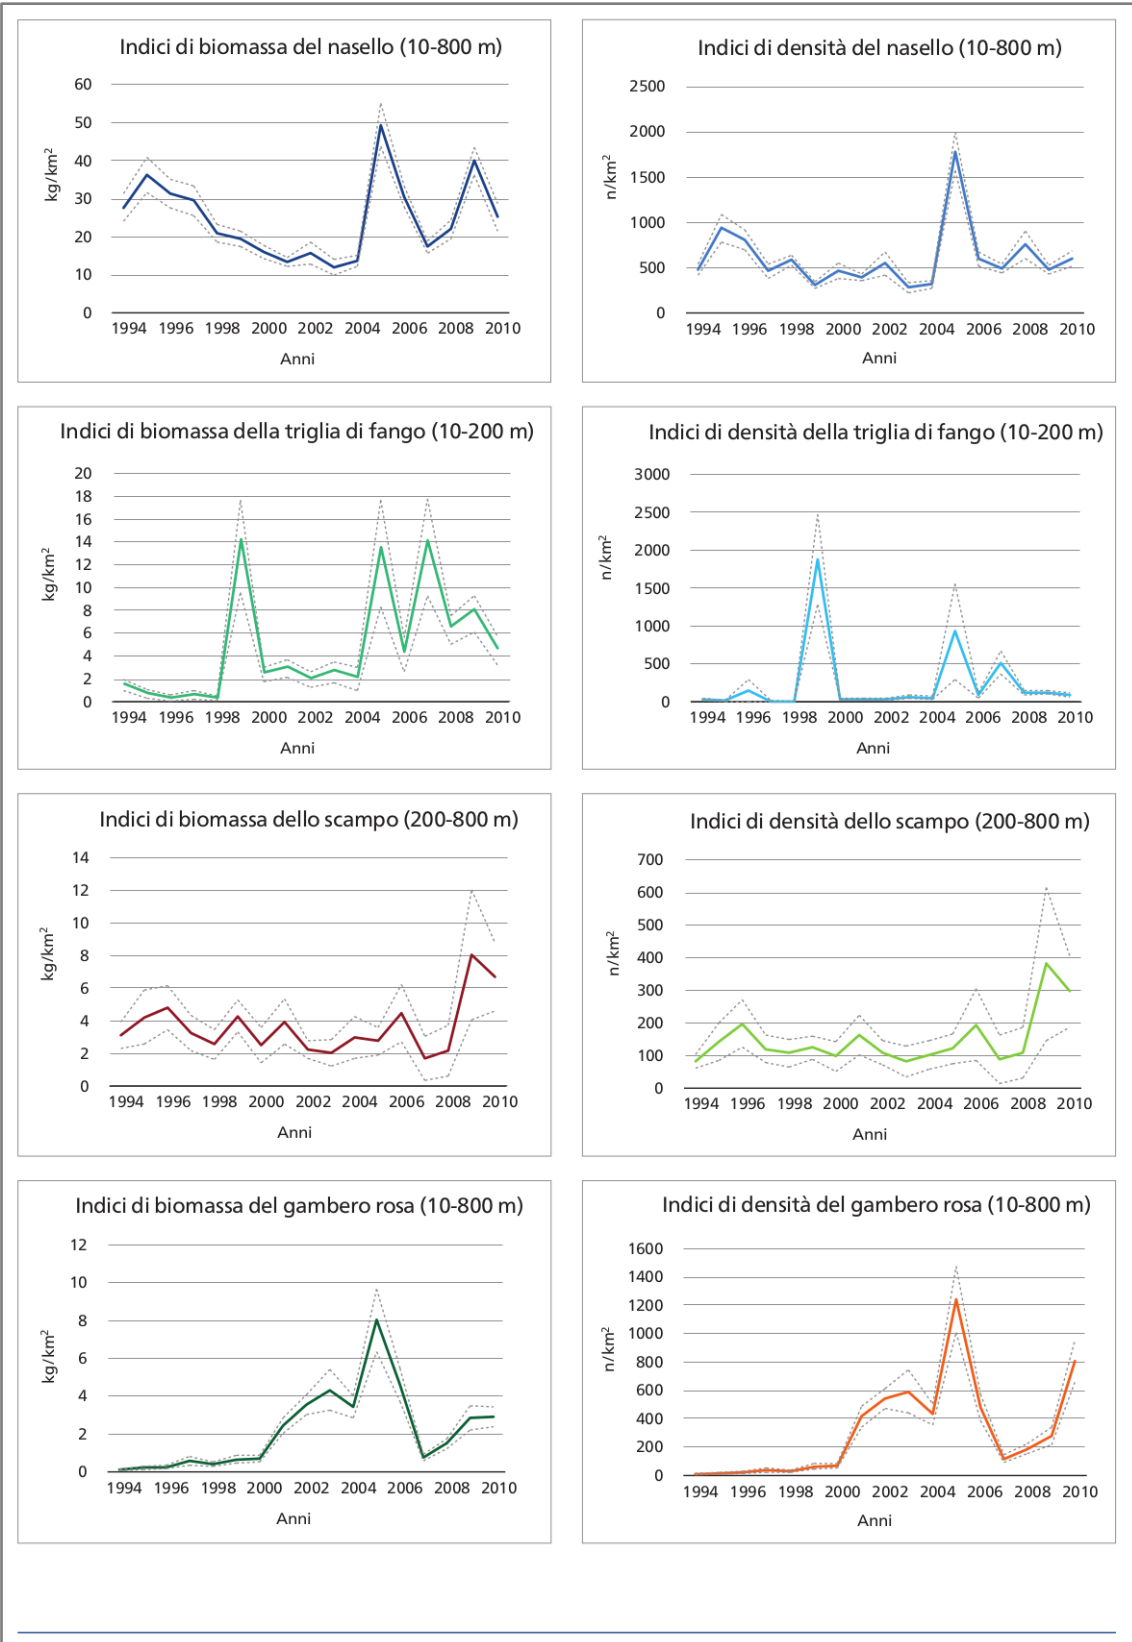 Indici di biomassa del nasello (10-800 m)
60
50
40
30
20
10
0
kg/km²
1994 1996 1998 2000 2002 2004 2006 2008 2010
Anni
Indici di densità del nasello (10-800 m)
2500
2000
1500
1000
500
0
n/km²
1994 1996 1998 2000 2002 2004 2006 2008 2010
Anni
Indici di biomassa della triglia di fango (10-200 m)
20
18
16
14
12
10
8
6
4
2
0
kg/km²
1994 1996 1998 2000 2002 2004 2006 2008 2010
Anni
Indici di densità della triglia di fango (10-200 m)
3000
2500
2000
1500
1000
500
0
n/km²
1994 1996 1998 2000 2002 2004 2006 2008 2010
Anni
Indici di biomassa dello scampo (200-800 m)
14
12
10
8
6
4
2
0
kg/km²
1994 1996 1998 2000 2002 2004 2006 2008 2010
Anni
Indici di densità dello scampo (200-800 m)
700
600
500
400
300
200
100
0
n/km²
1994 1996 1998 2000 2002 2004 2006 2008 2010
Anni
Indici di biomassa del gambero rosa (10-800 m)
12
10
8
6
4
2
0
kg/km²
1994 1996 1998 2000 2002 2004 2006 2008 2010
Anni
Indici di densità del gambero rosa (10-800 m)
1600
1400
1200
1000
800
600
400
200
0
n/km²
1994 1996 1998 2000 2002 2004 2006 2008 2010
Anni